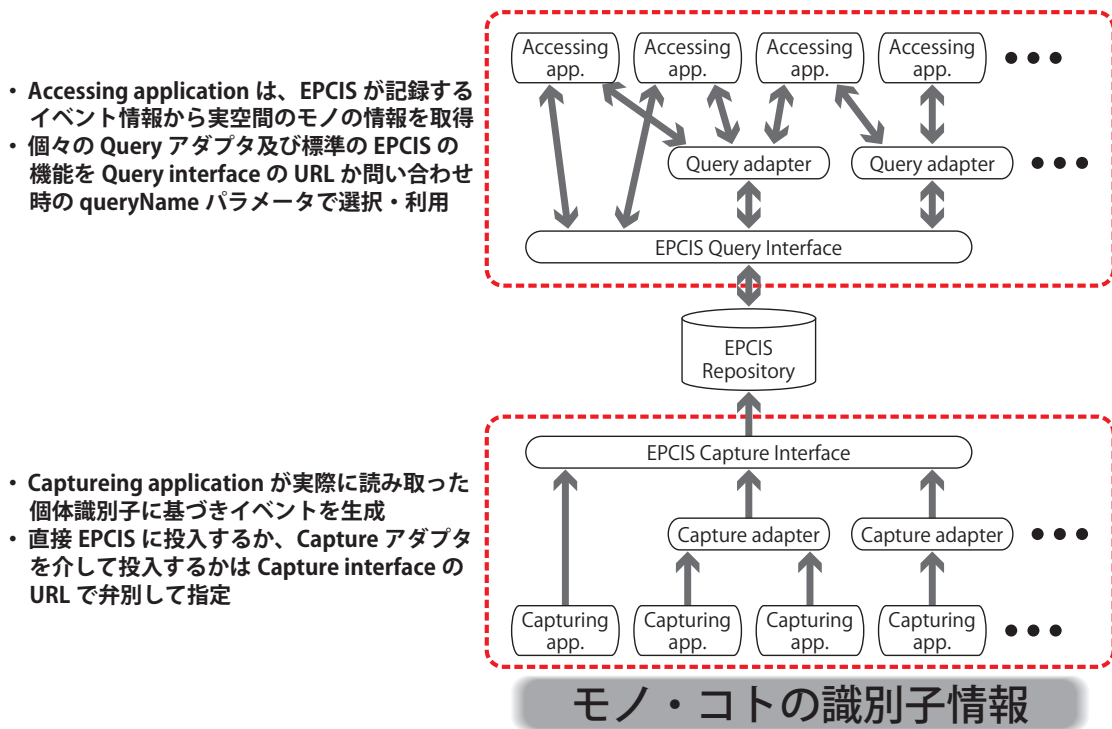 ・Accessing application は、EPCIS が記録する
イベント情報から実空間のモノの情報を取得
・個々の Query アダプタ及び標準の EPCIS の
機能を Query interface の URL か問い合わせ
時の queryName パラメータで選択・利用
Accessing
app.
Accessing
app.
Accessing
app.
Accessing
app.
●●●
Query adapter
Query adapter
●●●
EPCIS Query Interface
EPCIS
Repository
・Captureing application が実際に読み取った
個体識別子に基づきイベントを生成
・直接 EPCIS に投入するか、Capture アダプタ
を介して投入するかは Capture interface の
URL で弁別して指定
EPCIS Capture Interface
Capture adapter
Capture adapter
●●●
Capturing
app.
Capturing
app.
Capturing
app.
Capturing
app.
●●●
モノ・コトの識別子情報